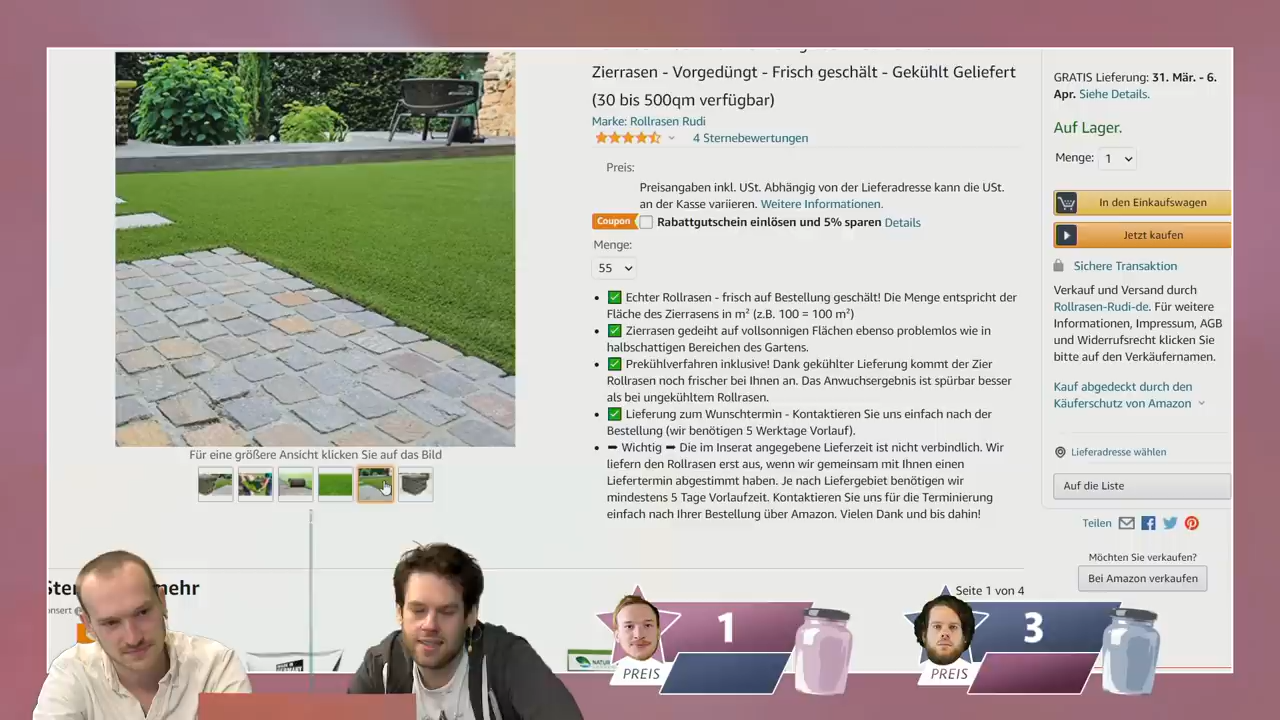 Zierrasen - Vorgedüngt - Frisch geschält - Gekühlt Geliefert
(30 bis 500qm verfügbar)
Marke: Rollrasen Rudi
4 Sternebewertungen
Preis:
Preisangaben inkl. USt. Abhängig von der Lieferadresse kann die USt.
an der Kasse variieren. Weitere Informationen.
Coupon Rabattgutschein einlösen und 5% sparen Details
Menge:
55
✅ Echter Rollrasen - frisch auf Bestellung geschält! Die Menge entspricht der
Fläche des Zierrasens in m² (z.B. 100 = 100 m²)
✅ Zierrasen gedeiht auf vollsonnigen Flächen ebenso problemlos wie in
halbschattigen Bereichen des Gartens.
✅ Prekühlverfahren inklusive! Dank gekühlter Lieferung kommt der Zier
Rollrasen noch frischer bei Ihnen an. Das Anwuchsergebnis ist spürbar besser
als bei ungekühltem Rollrasen.
✅ Lieferung zum Wunschtermin - Kontaktieren Sie uns einfach nach der
Bestellung (wir benötigen 5 Werktage Vorlauf).
➖ Wichtig ➖ Die im Inserat angegebene Lieferzeit ist nicht verbindlich. Wir
liefern den Rollrasen erst aus, wenn wir gemeinsam mit Ihnen einen
Liefertermin abgestimmt haben. Je nach Liefergebiet benötigen wir
mindestens 5 Tage Vorlaufzeit. Kontaktieren Sie uns für die Terminierung
einfach nach Ihrer Bestellung über Amazon. Vielen Dank und bis dahin!
GRATIS Lieferung: 31. Mär. - 6.
Apr. Siehe Details.
Auf Lager.
Menge: 1
In den Einkaufswagen
Jetzt kaufen
Sichere Transaktion
Verkauf und Versand durch
Rollrasen-Rudi-de. Für weitere
Informationen, Impressum, AGB
und Widerrufsrecht klicken Sie
bitte auf den Verkäufernamen.
Kauf abgedeckt durch den
Käuferschutz von Amazon
Lieferadresse wählen
Auf die Liste
Teilen
Möchten Sie verkaufen?
Bei Amazon verkaufen
Für eine größere Ansicht klicken Sie auf das Bild
Seite 1 von 4
mehr
1
PREIS
3
PREIS